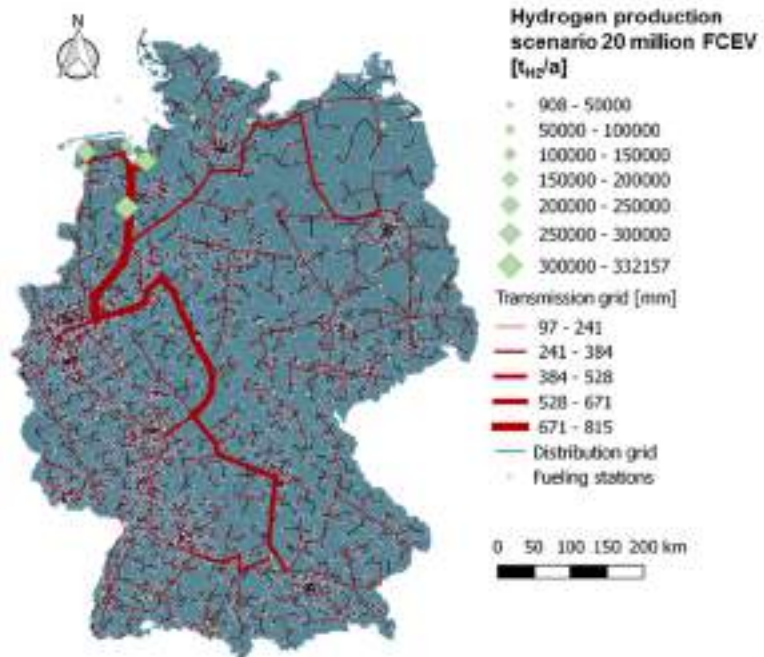 N
Hydrogen production
scenario 20 million FCEV
[tH2/a]
908 - 50000
50000 - 100000
100000 - 150000
150000 - 200000
200000 - 250000
250000 - 300000
300000 - 332157
Transmission grid [mm]
97 - 241
241 - 384
384 - 528
528 - 671
671 - 815
Distribution grid
Fueling stations
0 50 100 150 200 km